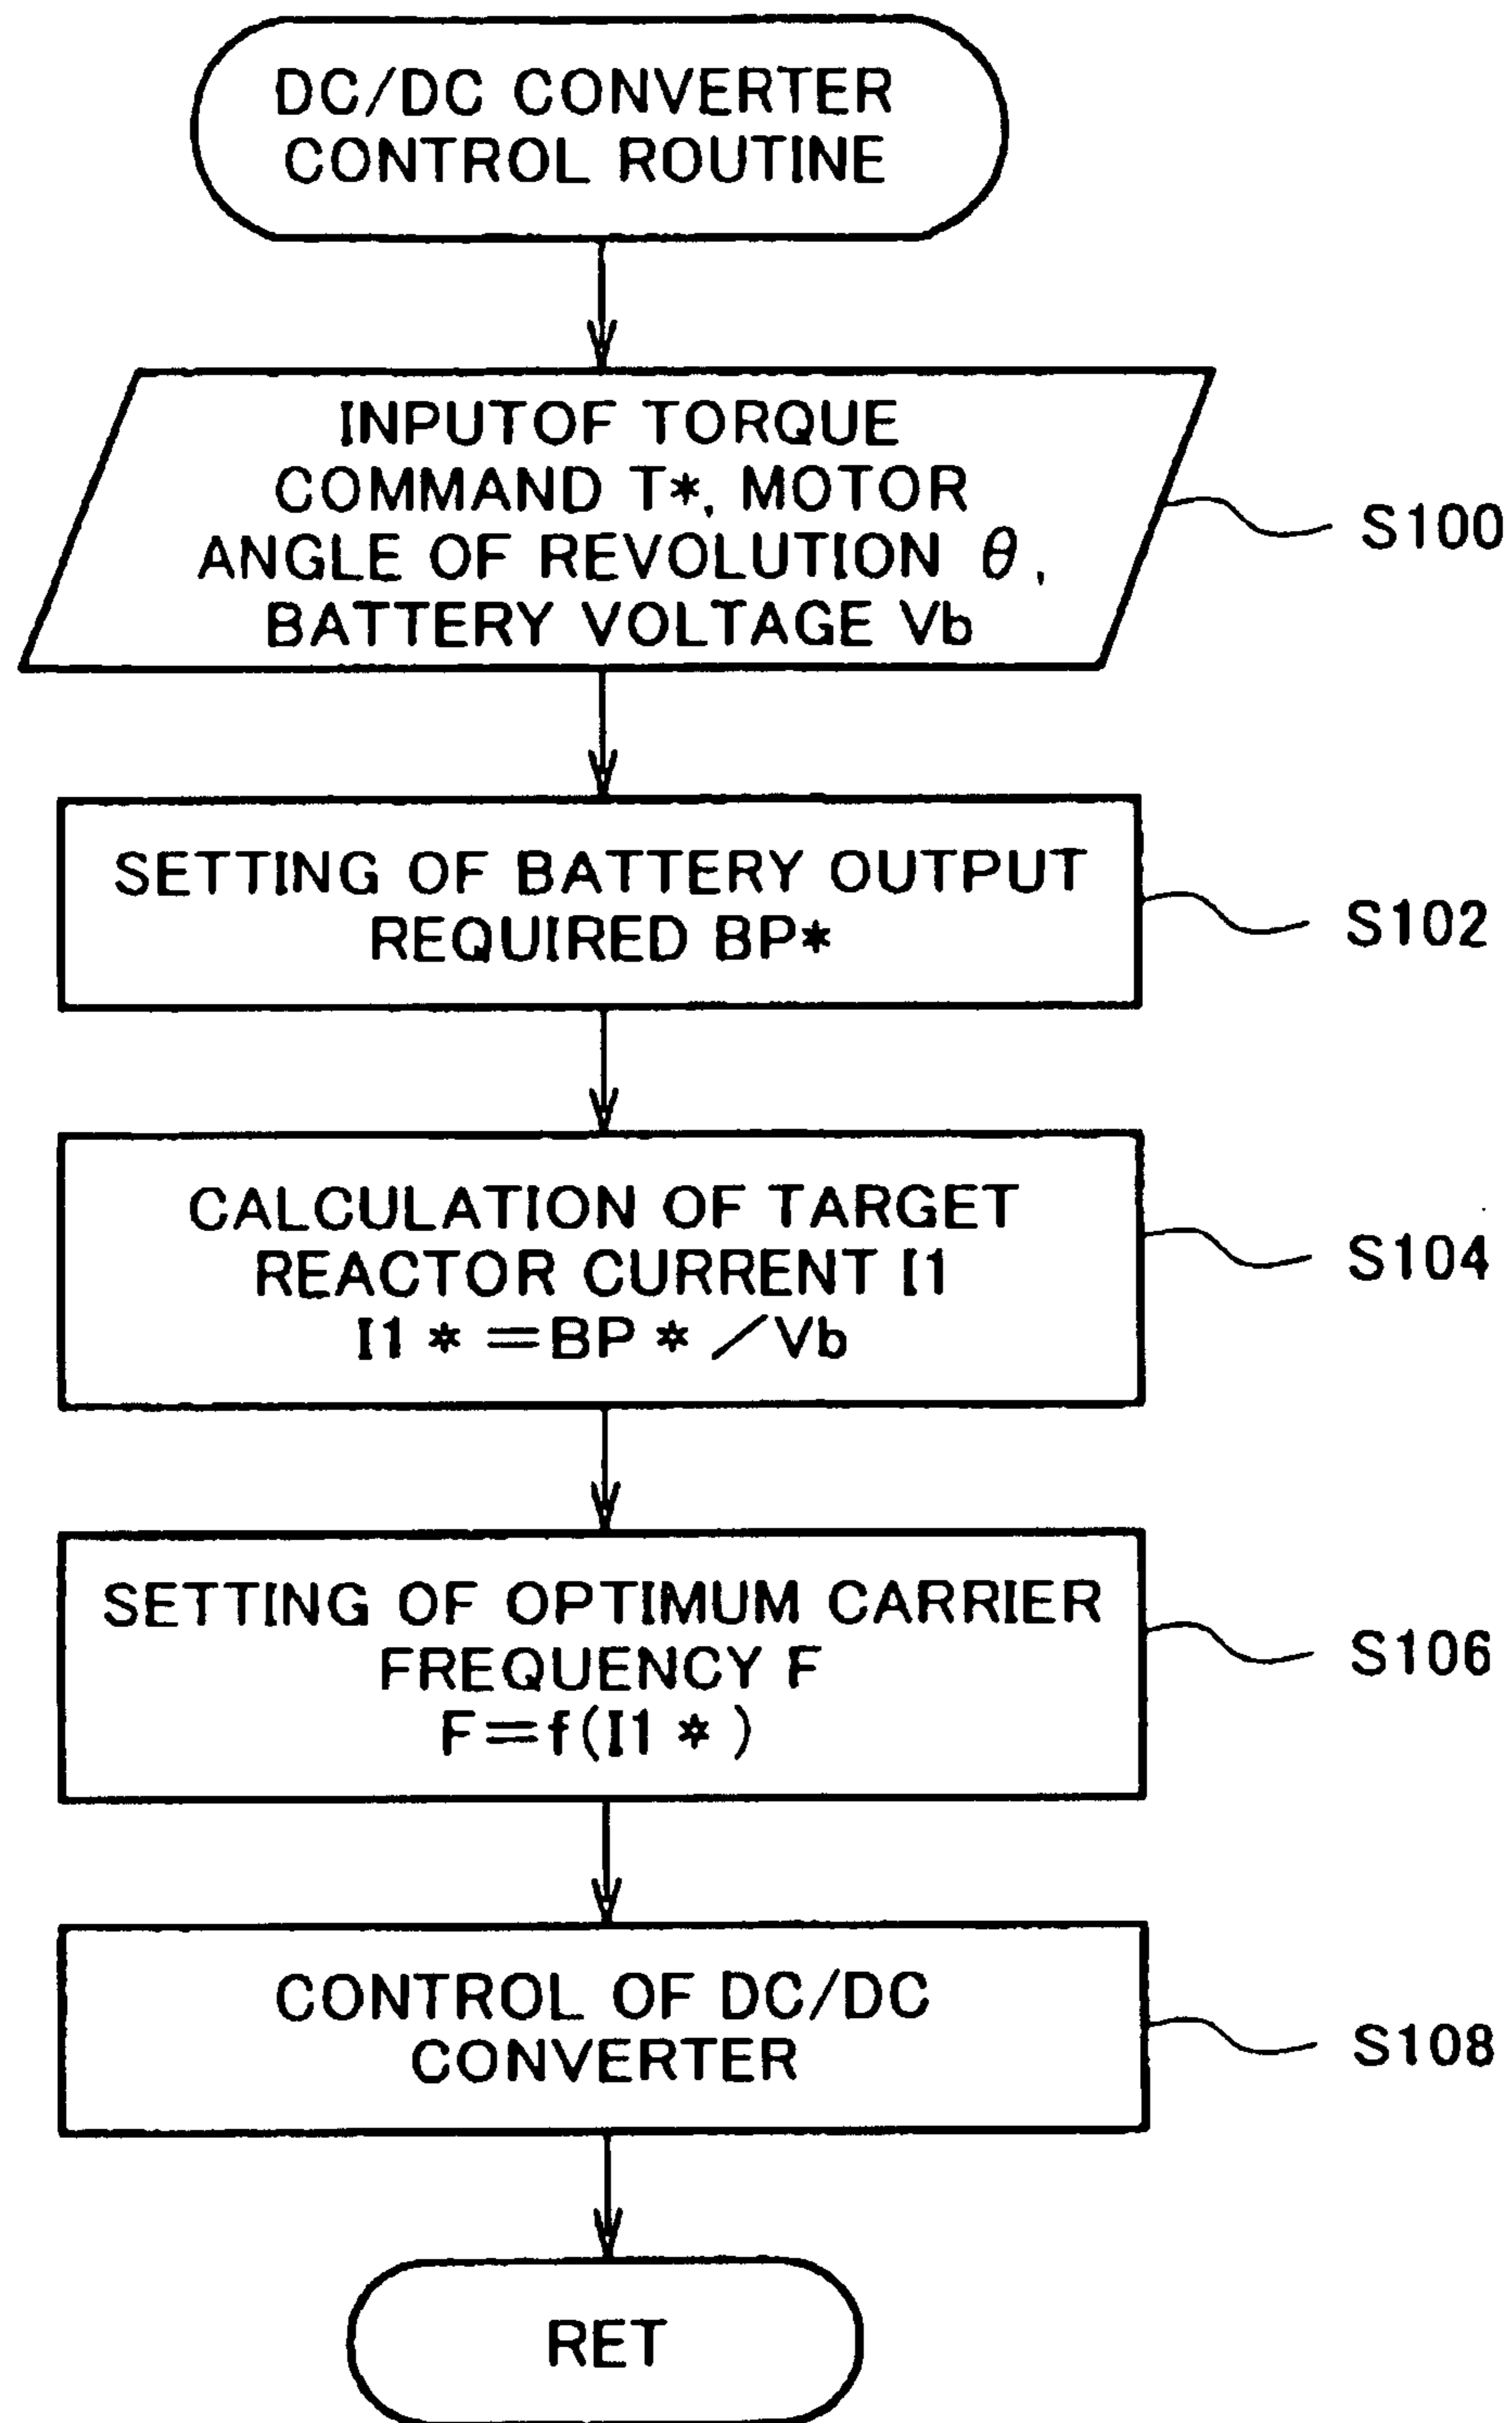 DC/DC CONVERTER
CONTROL ROUTINE
INPUTOF TORQUE
COMMAND T*, MOTOR
ANGLE OF REVOLUTION θ,
BATTERY VOLTAGE Vb
S100
SETTING OF BATTERY OUTPUT
REQUIRED BP*
S102
CALCULATION OF TARGET
REACTOR CURRENT I1
I1*=BP*/Vb
S104
SETTING OF OPTIMUM CARRIER
FREQUENCY F
F=f(I1*)
S106
CONTROL OF DC/DC
CONVERTER
S108
RET